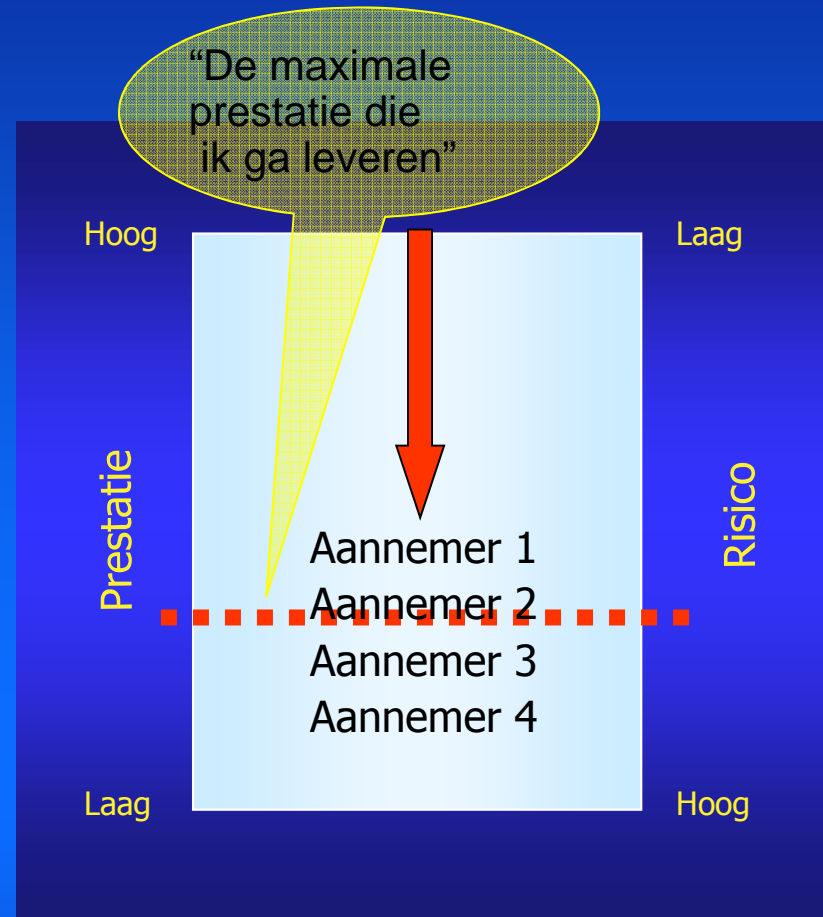 “De maximale
prestatie die
ik ga leveren”
Hoog
Laag
Prestatie
Risico
Aannemer 1
Aannemer 2
Aannemer 3
Aannemer 4
Laag
Hoog